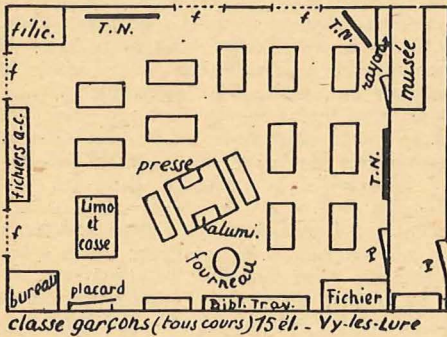 filic.
T.N.
f
f
T.N.
rayons
musée
f
fichiers a.c.
presse
T.N.
Limo
et
casse
alumi.
f
fourneau
P
P
bureau
placard
Bibl. Trav.
Fichier
classe garçons (tous cours) 15 él. - Vy-les-Lure